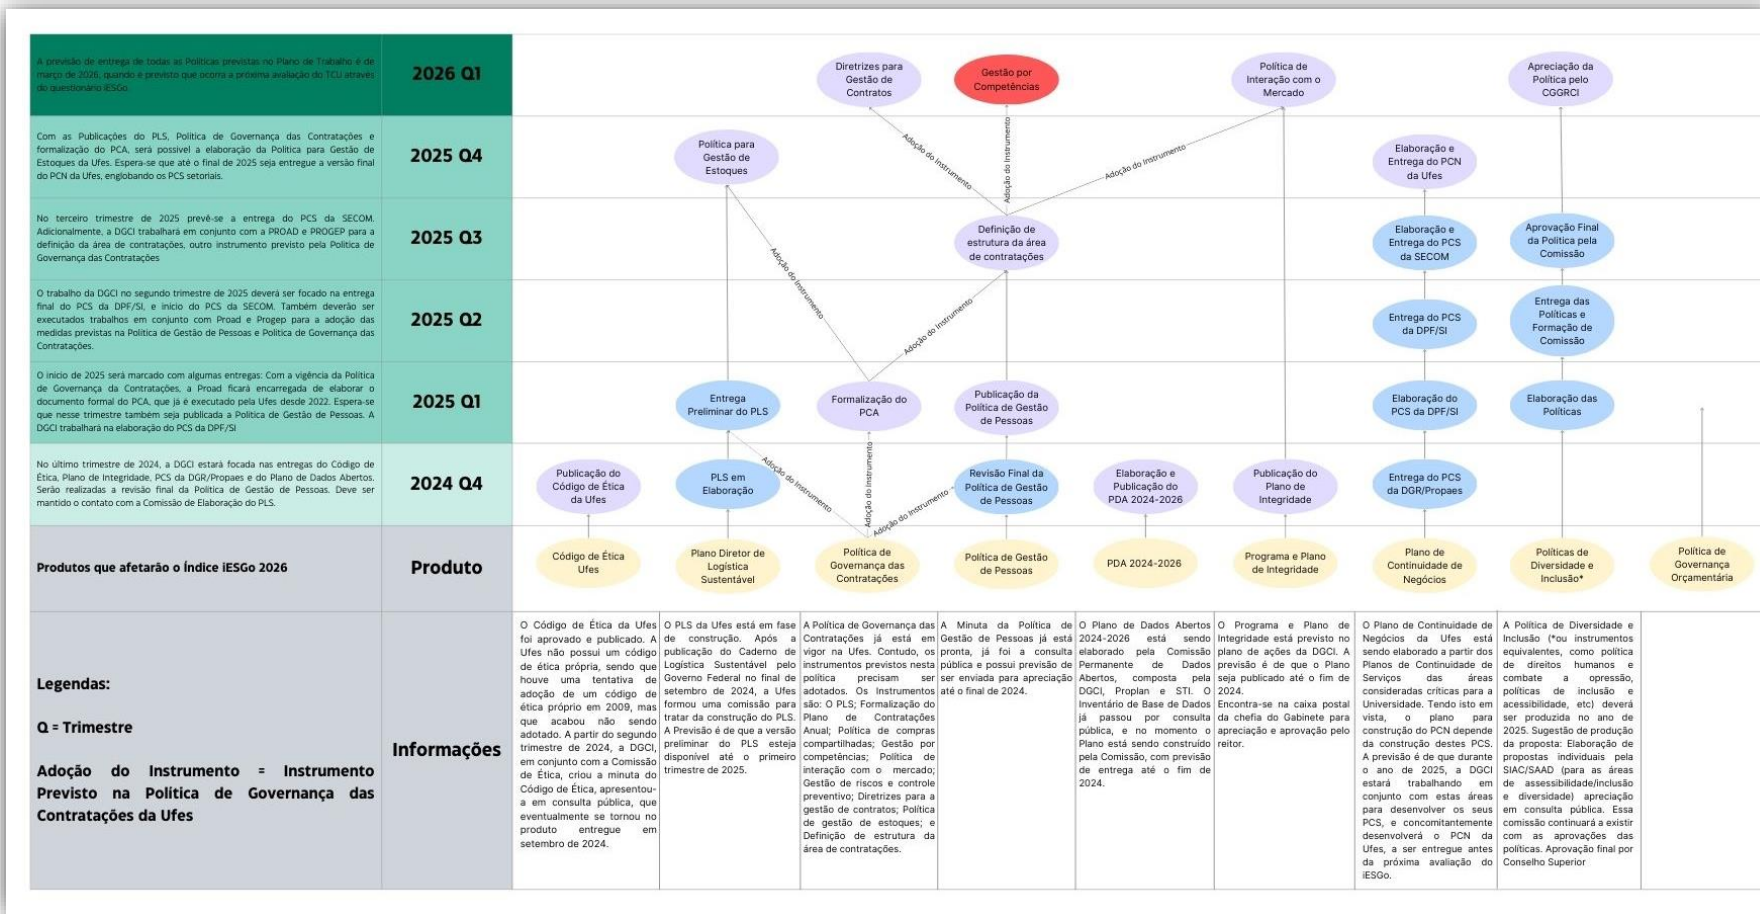 A previsão de entrega de todas as Políticas previstas no Plano de Trabalho é de
março de 2026, quando é previsto que ocorra a próxima avaliação do TCU através
do questionário iESGo.
2026 Q1
Diretrizes para
Gestão de
Contratos
Gestão por
Competências
Política de
Interação com o
Mercado
Apreciação da
Política pelo
CGGRCI
Com as Publicações do PLS, Política de Governança das Contratações e
formalização do PCA, será possivel a elaboração da Politica para Gestão de
Estoques da Ufes. Espera-se que até o final de 2025 seja entregue a versão final
do PCN da Ufes, englobando os PCS setoriais.
2025 Q4
Política para
Gestão de
Estoques
Adoção do Instrumento
Adoção do Instrumento
Adoção do Instrumento
Elaboração e
Entrega do PCN
da Ufes
No terceiro trimestre de 2025 prevê-se a entrega do PCS da SECOM.
Adicionalmente, a DGCI trabalhará em conjunto com a PROAD e PROGEP para a
definição da área de contratações, outro instrumento previsto pela Politica de
Governança das Contratações
2025 Q3
Adoção do Instrumento
Definição de
estrutura da área
de contratações
Elaboração e
Entrega do PCS
da SECOM
Aprovação Final
da Politica pela
Comissão
O trabalho da DGCI no segundo trimestre de 2025 deverá ser focado na entrega
final do PCS da DPF/SI, e início do PCS da SECOM. Também deverão ser
executados trabalhos em conjunto com Proad e Progep para a adoção das
medidas previstas na Política de Gestão de Pessoas e Politica de Governança das
Contratações.
2025 Q2
Adoção do Instrumento
Entrega do PCS
da DPF/SI
Entrega das
Políticas e
Formação de
Comissão
O início de 2025 será marcado com algumas entregas: Com a vigência da Política
de Governança da Contratações, a Proad ficará encarregada de elaborar o
documento formal do PCA, que já é executado pela Ufes desde 2022. Espera-se
que nesse trimestre também seja publicada a Política de Gestão de Pessoas. A
DGCI trabalhará na elaboração do PCS da DPF/SI
2025 Q1
Entrega
Preliminar do PLS
Formalização do
PCA
Publicação da
Política de Gestão
de Pessoas
Elaboração do
PCS da DPF/SI
Elaboração das
Políticas
No último trimestre de 2024, a DGCI estará focada nas entregas do Código de
Ética, Plano de Integridade, PCS da DGR/Propaes e do Plano de Dados Abertos.
Serão realizadas a revisão final da Política de Gestão de Pessoas. Deve ser
mantido o contato com a Comissão de Elaboração do PLS.
2024 Q4
Publicação do
Código de Ética
da Ufes
PLS em
Elaboração
Adoção do Instrumento
Adoção do Instrumento
Adoção do Instrumento
Revisão Final da
Política de Gestão
de Pessoas
Elaboração e
Publicação do
PDA 2024-2026
Publicação do
Plano de
Integridade
Entrega do PCS
da DGR/Propaes
Produtos que afetarão o Índice iESGo 2026
Produto
Código de Ética
Ufes
Plano Diretor de
Logística
Sustentável
Política de
Governança das
Contratações
Política de Gestão
de Pessoas
PDA 2024-2026
Programa e Plano
de Integridade
Plano de
Continuidade de
Negócios
Políticas de
Diversidade e
Inclusão*
Política de
Governança
Orçamentária
Legendas:
Q = Trimestre
Adoção do Instrumento = Instrumento
Previsto na Política de Governança das
Contratações da Ufes
Informações
O Código de Ética da Ufes
foi aprovado e publicado. A
Ufes não possui um código
de ética própria, sendo que
houve uma tentativa de
adoção de um código de
ética próprio em 2009, mas
que acabou não sendo
adotado. A partir do segundo
trimestre de 2024, a DGCI,
em conjunto com a Comissão
de Ética, criou a minuta do
Código de Ética, apresentou-
a em consulta pública, que
eventualmente se tornou no
produto entregue em
setembro de 2024.
O PLS da Ufes está em fase
de construção. Após a
publicação do Caderno de
Logística Sustentável pelo
Governo Federal no final de
setembro de 2024, a Ufes
formou uma comissão para
tratar da construção do PLS.
A Previsão é de que a versão
preliminar do PLS esteja
disponível até o primeiro
trimestre de 2025.
A Política de Governança das
Contratações já está em
vigor na Ufes. Contudo, os
instrumentos previstos nesta
política precisam ser
adotados. Os Instrumentos
são: O PLS; Formalização do
Plano de Contratações
Anual; Política de compras
compartilhadas; Gestão por
competências; Política de
interação com o mercado;
Gestão de riscos e controle
preventivo; Diretrizes para a
gestão de contratos; Política
de gestão de estoques; e
Definição de estrutura da
área de contratações.
A Minuta da Política de
Gestão de Pessoas já está
pronta, já foi a consulta
pública e possui previsão de
ser enviada para apreciação
até o final de 2024.
O Plano de Dados Abertos
2024-2026 está sendo
elaborado pela Comissão
Permanente de Dados
Abertos, composta pela
DGCI, Proplan e STI. O
Inventário de Base de Dados
já passou por consulta
pública, e no momento o
Plano está sendo construído
pela Comissão, com previsão
de entrega até o fim de
2024.
O Programa e Plano de
Integridade está previsto no
plano de ações da DGCI. A
previsão é de que o Plano
seja publicado até o fim de
2024.
Encontra-se na caixa postal
da chefia do Gabinete para
apreciação e aprovação pelo
reitor.
O Plano de Continuidade de
Negócios da Ufes está
sendo elaborado a partir dos
Planos de Continuidade de
Serviços das áreas
consideradas críticas para a
Universidade. Tendo isto em
vista, o plano para
construção do PCN depende
da construção destes PCS.
A previsão é de que durante
o ano de 2025, a DGCI
estará trabalhando em
conjunto com estas áreas
para desenvolver os seus
PCS, e concomitantemente
desenvolverá o PCN da
Ufes, a ser entregue antes
da próxima avaliação do
iESGo.
A Política de Diversidade e
Inclusão (*ou instrumentos
equivalentes, como política
de direitos humanos e
combate a opressão,
políticas de inclusão e
acessibilidade, etc) deverá
ser produzida no ano de
2025. Sugestão de produção
da proposta: Elaboração de
propostas individuais pela
SIAC/SAAD (para as áreas
de assessibilidade/inclusão
e diversidade) apreciação
em consulta pública. Essa
comissão continuará a existir
com as aprovações das
políticas. Aprovação final por
Conselho Superior